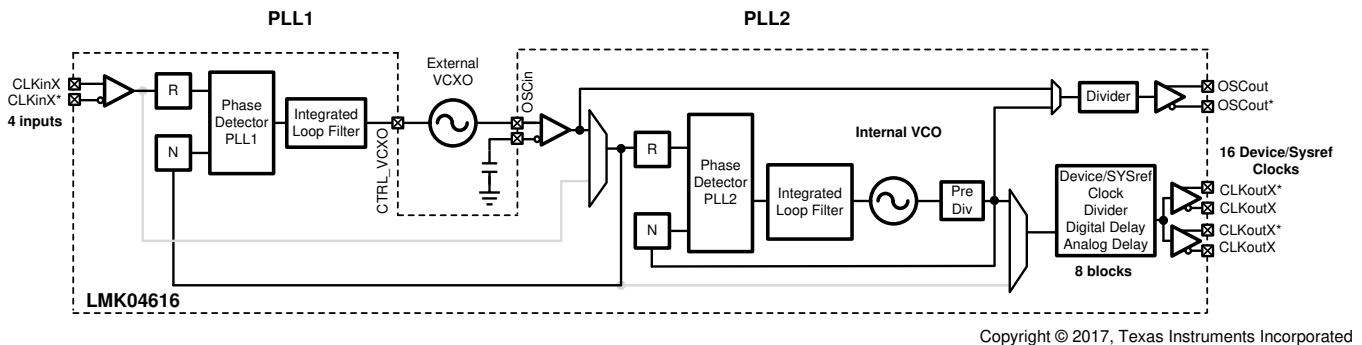 PLL1
PLL2
CLKinX
CLKinX*
4 inputs
R
N
Phase
Detector
PLL1
Integrated
Loop Filter
CTRL_VCXO
External
VCXO
OSCin
R
N
Phase
Detector
PLL2
Integrated
Loop Filter
Internal VCO
Pre
Div
Divider
OSCout
OSCout*
Device/SYSref
Clock
Divider
Digital Delay
Analog Delay
8 blocks
16 Device/Sysref
Clocks
CLKoutX*
CLKoutX
CLKoutX*
CLKoutX
LMK04616
Copyright © 2017, Texas Instruments Incorporated